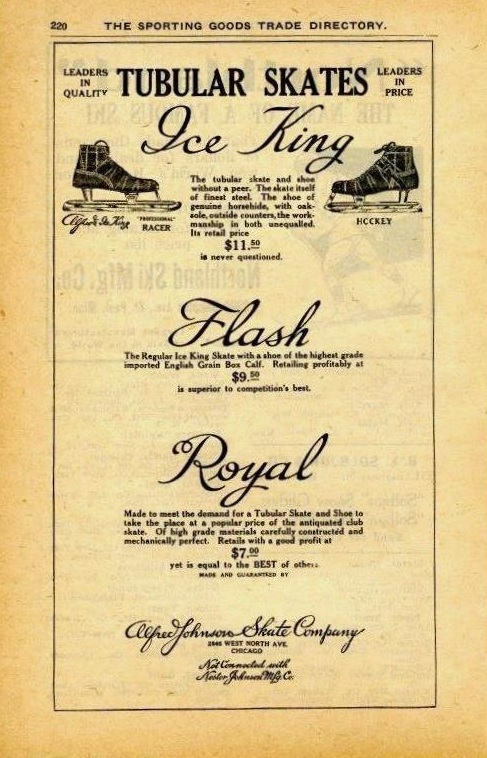 220
THE SPORTING GOODS TRADE DIRECTORY.
LEADERS
IN
QUALITY
TUBULAR SKATES
LEADERS
IN
PRICE
Ice King
The tubular skate and shoe
without a peer. The skate itself
of finest steel. The shoe of
genuine horsehide, with oak-
sole, outside counters, the work-
manship in both unequalled.
Its retail price
$11.50
is never questioned.
"PROFESSIONAL"
RACER
HOCKEY
Flash
The Regular Ice King Skate with a shoe of the highest grade
imported English Grain Box Calf. Retailing profitably at
$9.50
is superior to competition's best.
Royal
Made to meet the demand for a Tubular Skate and Shoe to
take the place at a popular price of the antiquated club
skate. Of high grade materials carefully constructed and
mechanically perfect. Retails with a good profit at
$7.00
yet is equal to the BEST of others
MADE AND GUARANTEED BY
Alfred Johnson Skate Company
2846 WEST NORTH AVE.
CHICAGO
Not Connected with
Nestor Johnson Mfg. Co.